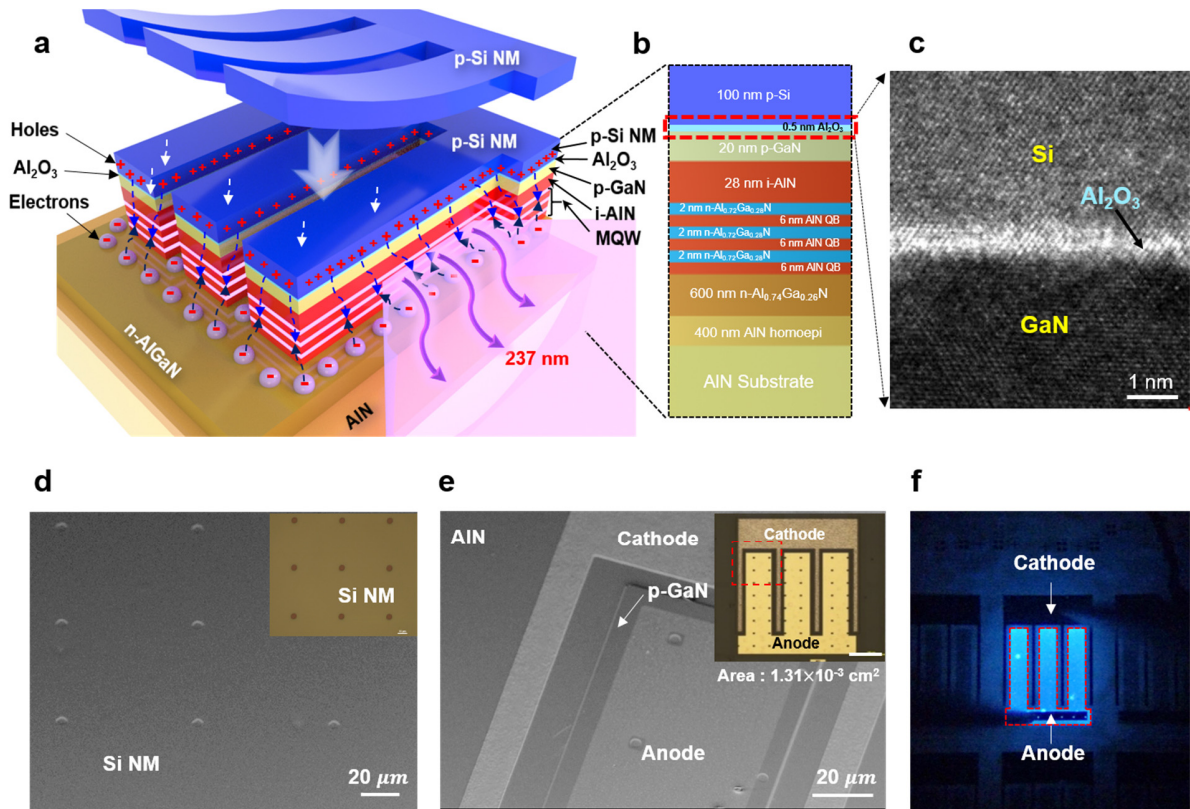 a
p-Si NM
p-Si NM
Holes
Al₂O₃
Electrons
p-Si NM
Al₂O₃
p-GaN
i-AlN
MQW
n-AlGaN
AlN
237 nm
b
100 nm p-Si
0.5 nm Al₂O₃
20 nm p-GaN
28 nm i-AlN
2 nm n-Al₀.₇₂Ga₀.₂₈N
6 nm AlN QB
2 nm n-Al₀.₇₂Ga₀.₂₈N
6 nm AlN QB
2 nm n-Al₀.₇₂Ga₀.₂₈N
6 nm AlN QB
600 nm n-Al₀.₇₄Ga₀.₂₆N
400 nm AlN homoepi
AlN Substrate
c
Si
Al₂O₃
GaN
1 nm
d
Si NM
Si NM
20 μm
e
AlN
Cathode
p-GaN
Cathode
Anode
Area : 1.31×10⁻³ cm²
Anode
20 μm
f
Cathode
Anode